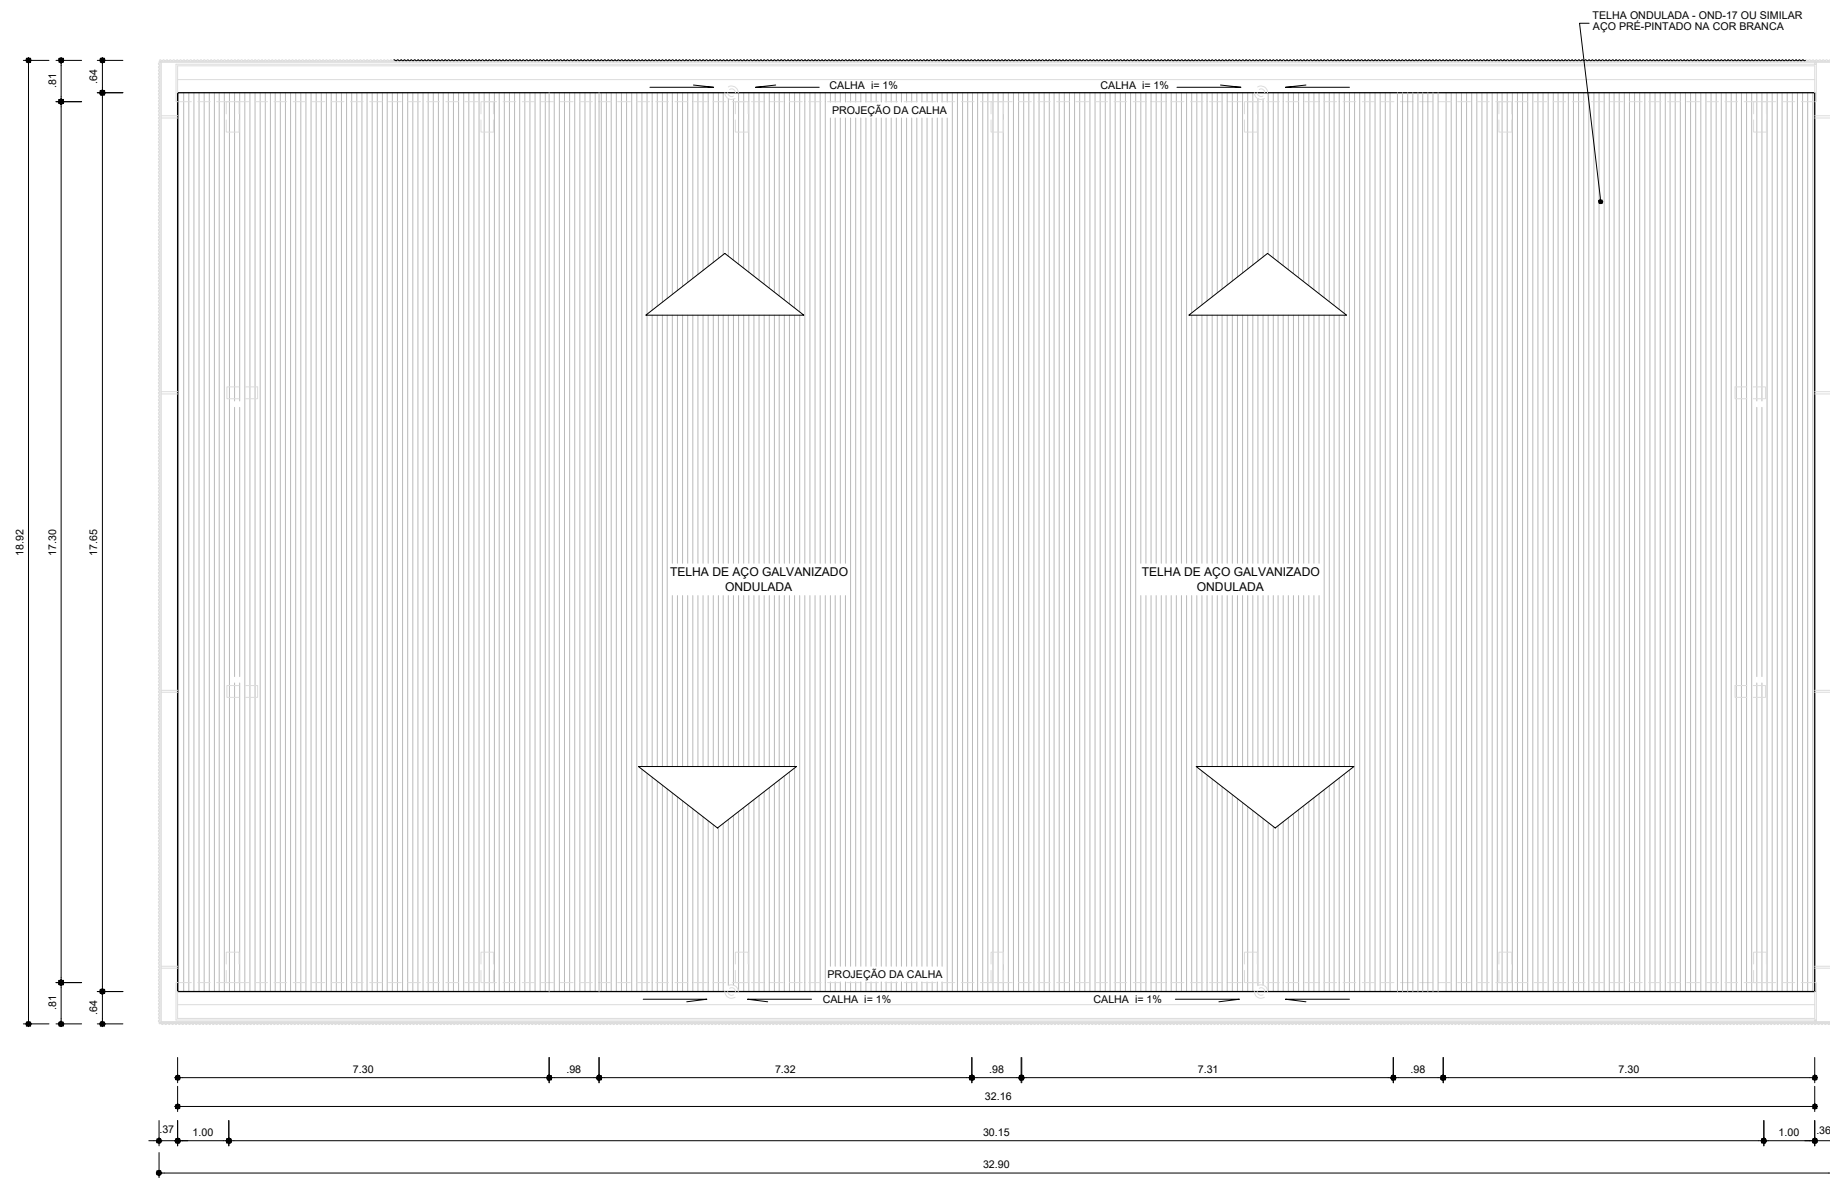 TELHA ONDULADA - OND-17 OU SIMILAR
AÇO PRÉ-PINTADO NA COR BRANCA
.81
.64
CALHA i= 1%
CALHA i= 1%
PROJEÇÃO DA CALHA
18.92
17.30
17.65
TELHA DE AÇO GALVANIZADO
ONDULADA
TELHA DE AÇO GALVANIZADO
ONDULADA
PROJEÇÃO DA CALHA
.81
.64
CALHA i= 1%
CALHA i= 1%
7.30
.98
7.32
.98
7.31
.98
7.30
32.16
.37
1.00
30.15
1.00
.36
32.90